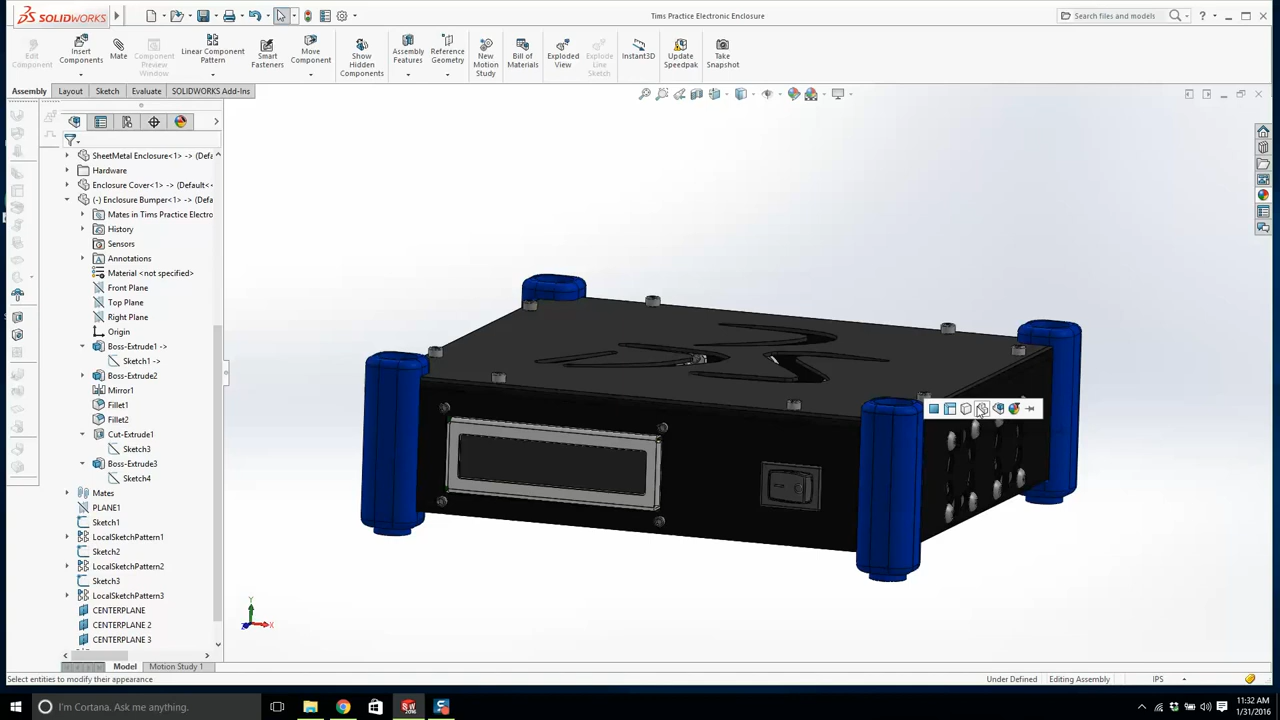 SOLIDWORKS
Tims Practice Electronic Enclosure
Search files and models
Edit Component
Insert Components
Mate
Component Preview Window
Linear Component Pattern
Smart Fasteners
Move Component
Show Hidden Components
Assembly Features
Reference Geometry
New Motion Study
Bill of Materials
Exploded View
Explode Line Sketch
Instant3D
Update Speedpak
Take Snapshot
Assembly
Layout
Sketch
Evaluate
SOLIDWORKS Add-Ins
SheetMetal Enclosure<1> -> (Defa
Hardware
Enclosure Cover<1> -> (Default<<
(-) Enclosure Bumper<1> -> (Defa
Mates in Tims Practice Electro
History
Sensors
Annotations
Material <not specified>
Front Plane
Top Plane
Right Plane
Origin
Boss-Extrude1 ->
Sketch1 ->
Boss-Extrude2
Mirror1
Fillet1
Fillet2
Cut-Extrude1
Sketch3
Boss-Extrude3
Sketch4
Mates
PLANE1
Sketch1
LocalSketchPattern1
Sketch2
LocalSketchPattern2
Sketch3
LocalSketchPattern3
CENTERPLANE
CENTERPLANE 2
CENTERPLANE 3
Y
X
Z
Model
Motion Study 1
Select entities to modify their appearance
Under Defined
Editing Assembly
IPS
I'm Cortana. Ask me anything.
11:32 AM
1/31/2016